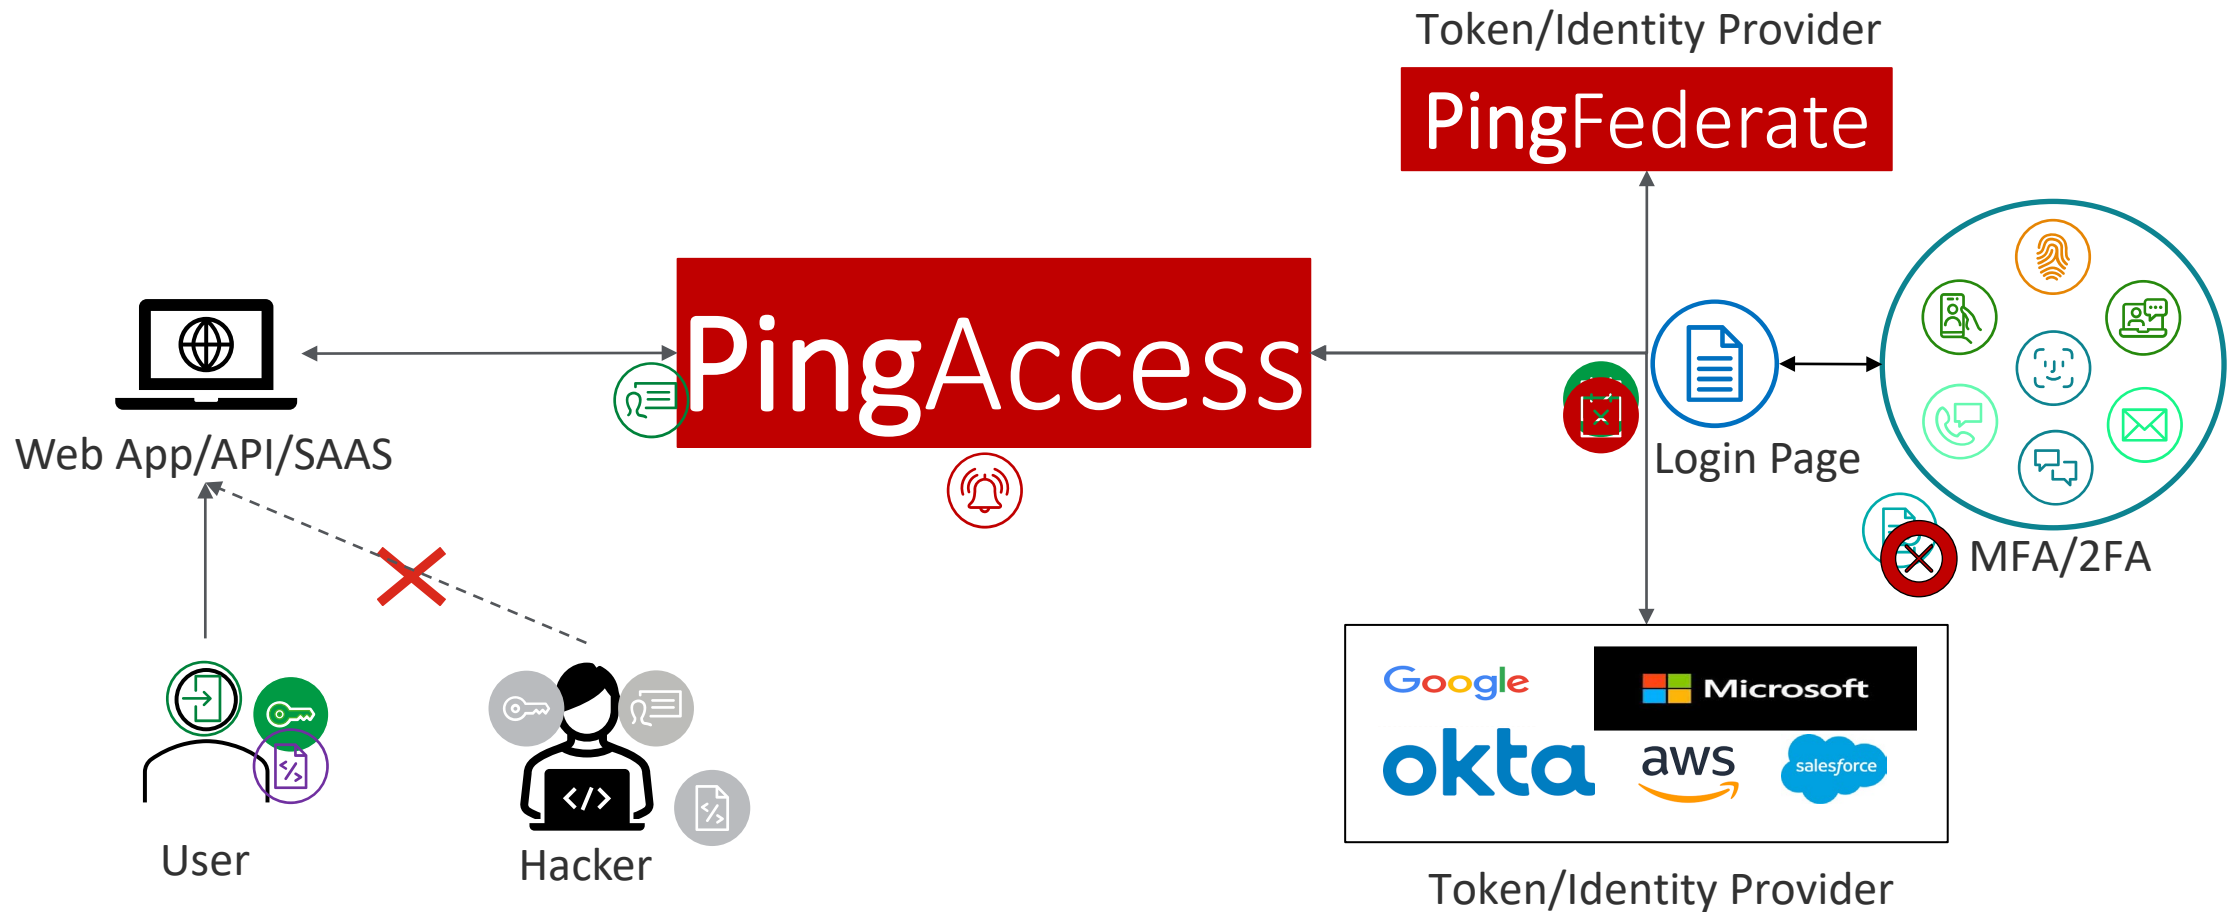 Token/Identity Provider
PingFederate
PingAccess
Web App/API/SAAS
Login Page
MFA/2FA
</>
</>
</>
User
Hacker
Google
Microsoft
okta
aws
salesforce
Token/Identity Provider